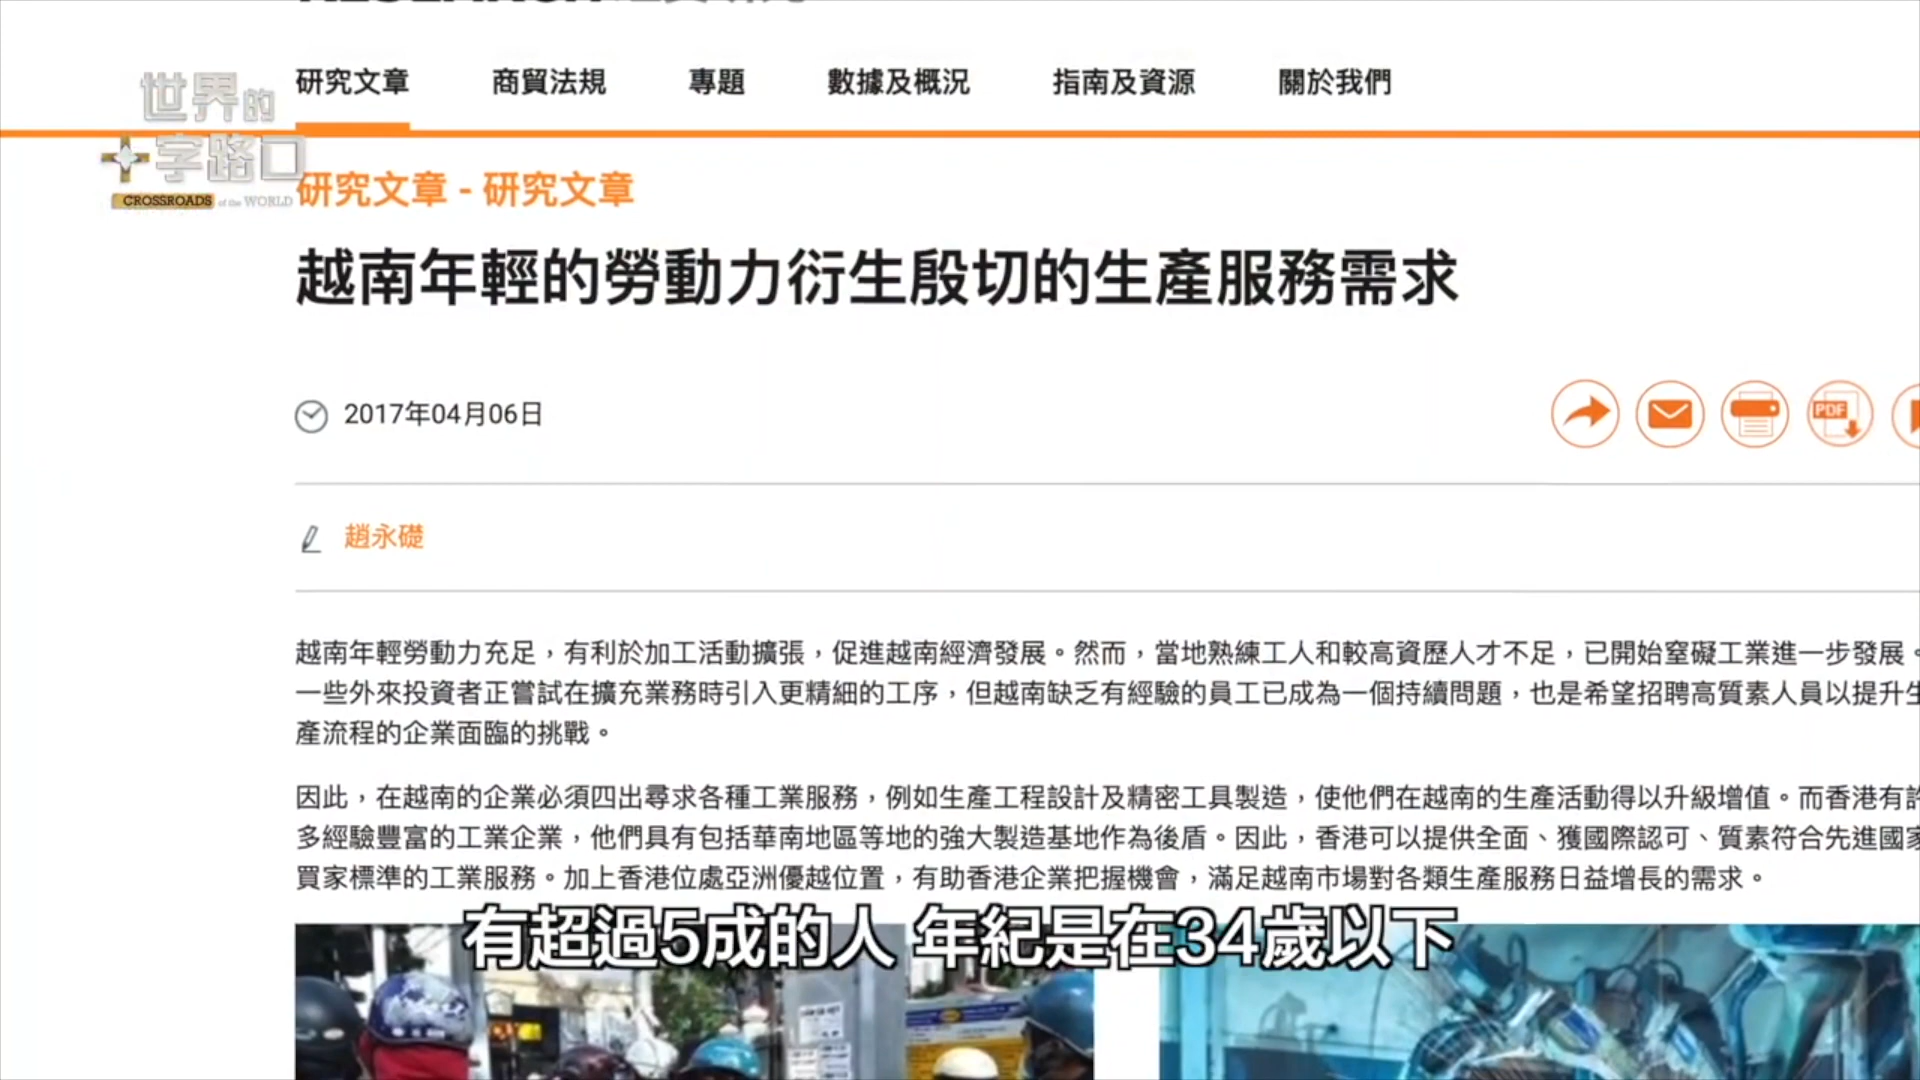 研究文章
商貿法規
專題
數據及概況
指南及資源
關於我們
世界的
十字路口
CROSSROADS of the WORLD
研究文章 - 研究文章
越南年輕的勞動力衍生殷切的生產服務需求
2017年04月06日
PDF
趙永礎
越南年輕勞動力充足，有利於加工活動擴張，促進越南經濟發展。然而，當地熟練工人和較高資歷人才不足，已開始窒礙工業進一步發展。
一些外來投資者正嘗試在擴充業務時引入更精細的工序，但越南缺乏有經驗的員工已成為一個持續問題，也是希望招聘高質素人員以提升生
產流程的企業面臨的挑戰。
因此，在越南的企業必須四出尋求各種工業服務，例如生產工程設計及精密工具製造，使他們在越南的生產活動得以升級增值。而香港有許
多經驗豐富的工業企業，他們具有包括華南地區等地的強大製造基地作為後盾。因此，香港可以提供全面、獲國際認可、質素符合先進國家
買家標準的工業服務。加上香港位處亞洲優越位置，有助香港企業把握機會，滿足越南市場對各類生產服務日益增長的需求。
有超過5成的人 年紀是在34歲以下